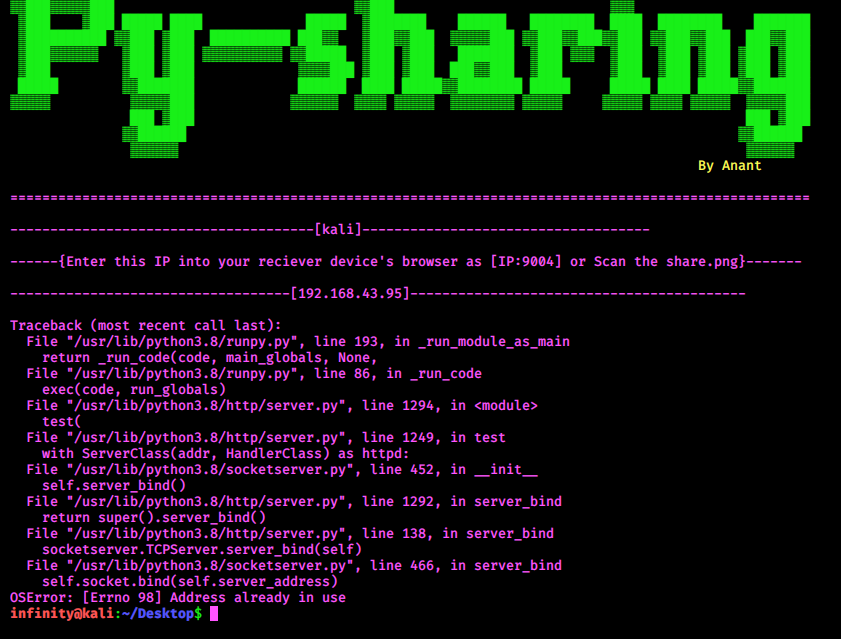 Py-sharing
By Anant
====================================================================================================
--------------------------------------[kali]------------------------------------
------{Enter this IP into your reciever device's browser as [IP:9004] or Scan the share.png}-------
-----------------------------------[192.168.43.95]------------------------------------------
Traceback (most recent call last):
  File "/usr/lib/python3.8/runpy.py", line 193, in _run_module_as_main
    return _run_code(code, main_globals, None,
  File "/usr/lib/python3.8/runpy.py", line 86, in _run_code
    exec(code, run_globals)
  File "/usr/lib/python3.8/http/server.py", line 1294, in <module>
    test(
  File "/usr/lib/python3.8/http/server.py", line 1249, in test
    with ServerClass(addr, HandlerClass) as httpd:
  File "/usr/lib/python3.8/socketserver.py", line 452, in __init__
    self.server_bind()
  File "/usr/lib/python3.8/http/server.py", line 1292, in server_bind
    return super().server_bind()
  File "/usr/lib/python3.8/http/server.py", line 138, in server_bind
    socketserver.TCPServer.server_bind(self)
  File "/usr/lib/python3.8/socketserver.py", line 466, in server_bind
    self.socket.bind(self.server_address)
OSError: [Errno 98] Address already in use
infinity@kali:~/Desktop$